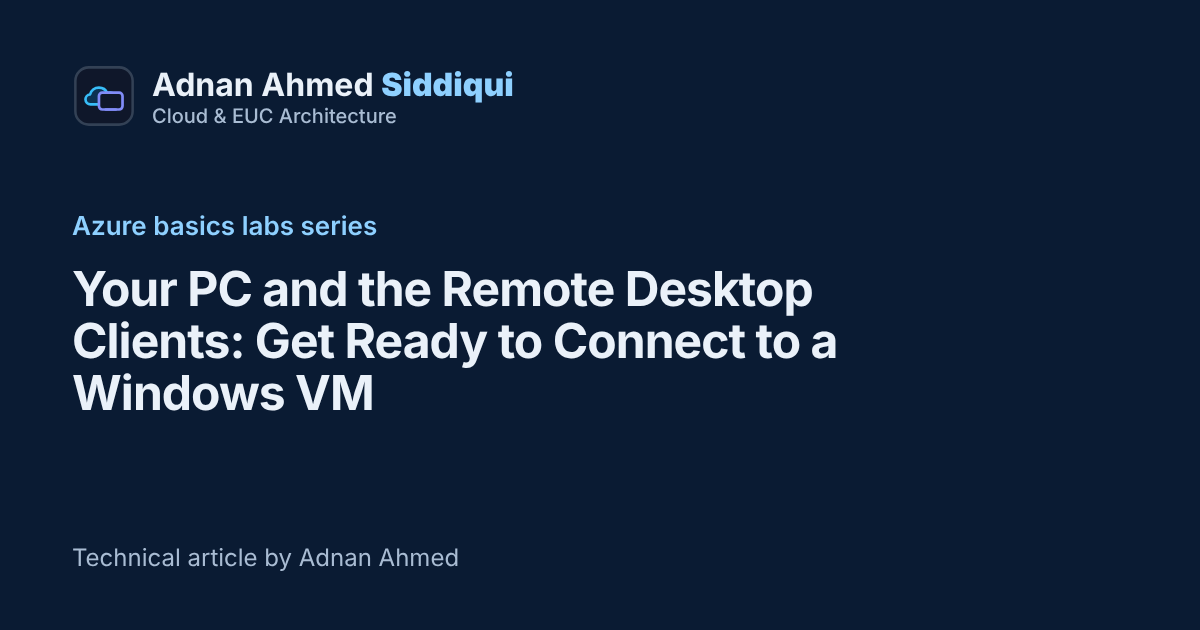 Adnan Ahmed Siddiqui
Cloud & EUC Architecture
Azure basics labs series
Your PC and the Remote Desktop
Clients: Get Ready to Connect to a
Windows VM
Technical article by Adnan Ahmed